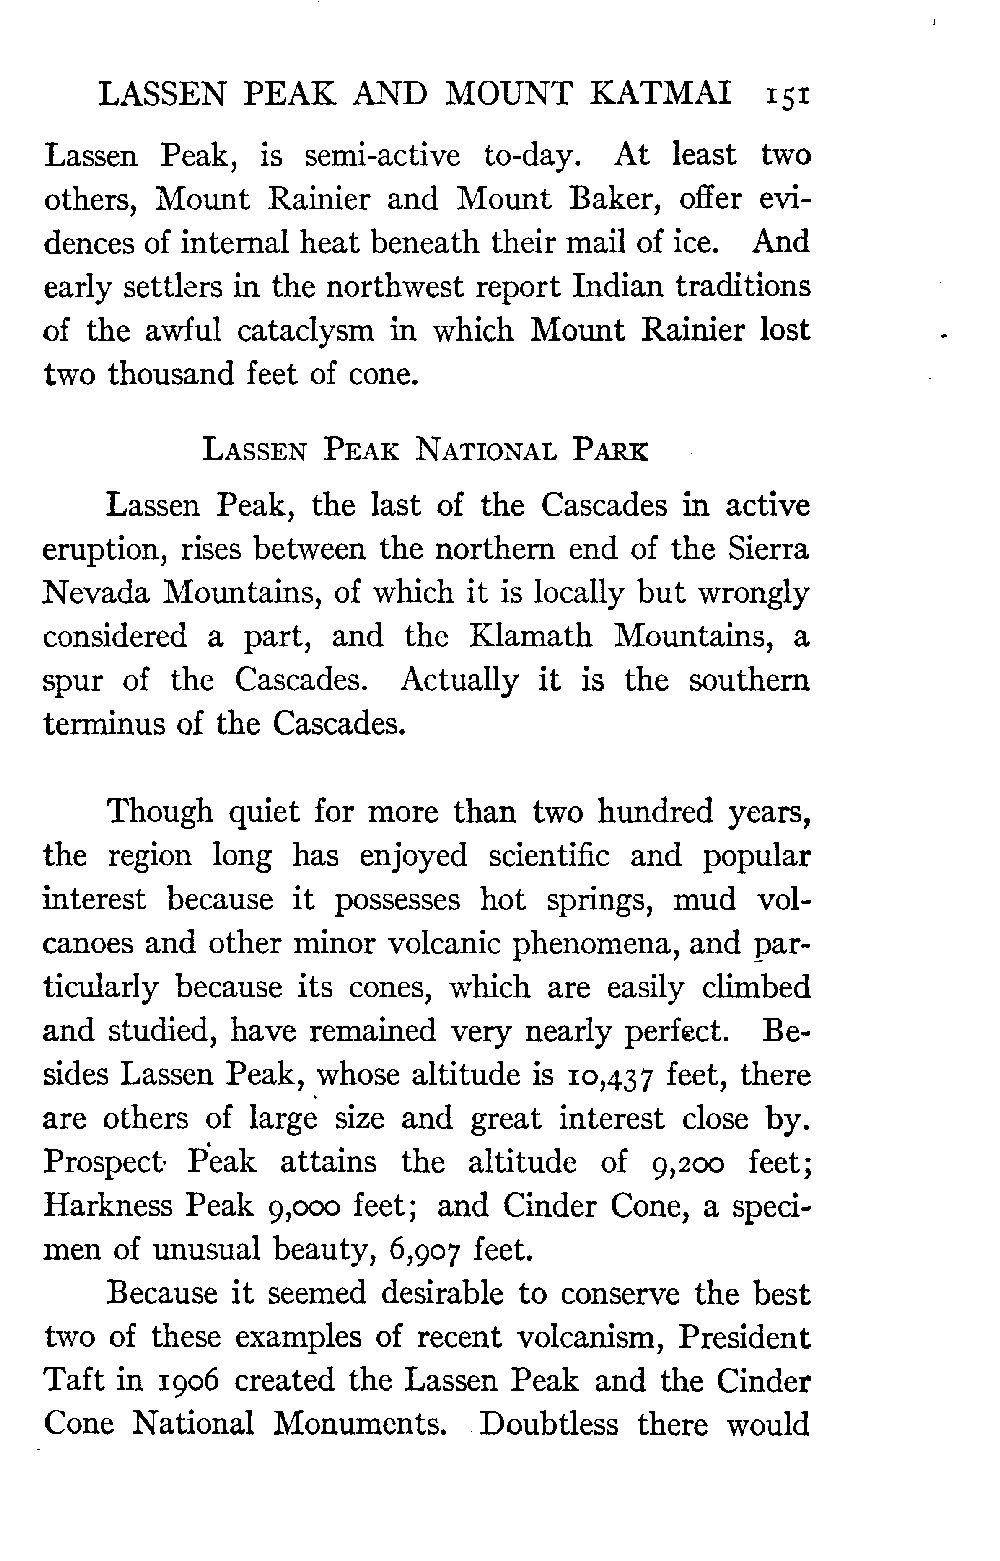 LASSEN PEAK AND MOUNT KATMAI 151
Lassen Peak, is semi-active to-day. At least two
others, Mount Rainier and Mount Baker, offer evi-
dences of internal heat beneath their mail of ice. And
early settlers in the northwest report Indian traditions
of the awful cataclysm in which Mount Rainier lost
two thousand feet of cone.
LASSEN PEAK NATIONAL PARK
Lassen Peak, the last of the Cascades in active
eruption, rises between the northern end of the Sierra
Nevada Mountains, of which it is locally but wrongly
considered a part, and the Klamath Mountains, a
spur of the Cascades. Actually it is the southern
terminus of the Cascades.
Though quiet for more than two hundred years,
the region long has enjoyed scientific and popular
interest because it possesses hot springs, mud vol-
canoes and other minor volcanic phenomena, and par-
ticularly because its cones, which are easily climbed
and studied, have remained very nearly perfect. Be-
sides Lassen Peak, whose altitude is 10,437 feet, there
are others of large size and great interest close by.
Prospect Peak attains the altitude of 9,200 feet;
Harkness Peak 9,000 feet; and Cinder Cone, a speci-
men of unusual beauty, 6,907 feet.
Because it seemed desirable to conserve the best
two of these examples of recent volcanism, President
Taft in 1906 created the Lassen Peak and the Cinder
Cone National Monuments. Doubtless there would